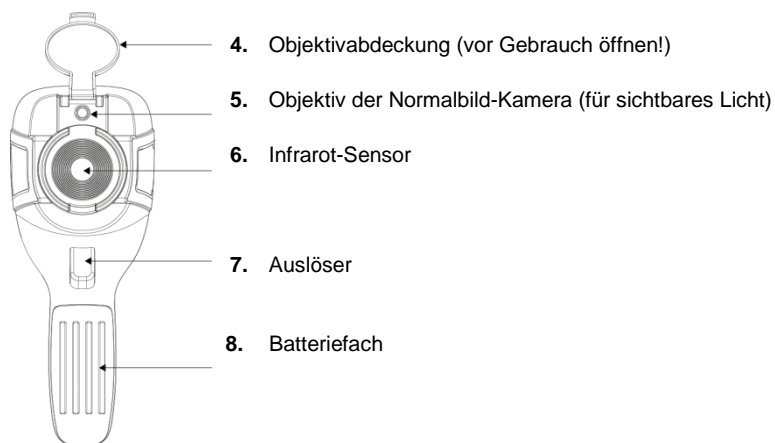 4. Objektivabdeckung (vor Gebrauch öffnen!)
5. Objektiv der Normalbild-Kamera (für sichtbares Licht)
6. Infrarot-Sensor
7. Auslöser
8. Batteriefach